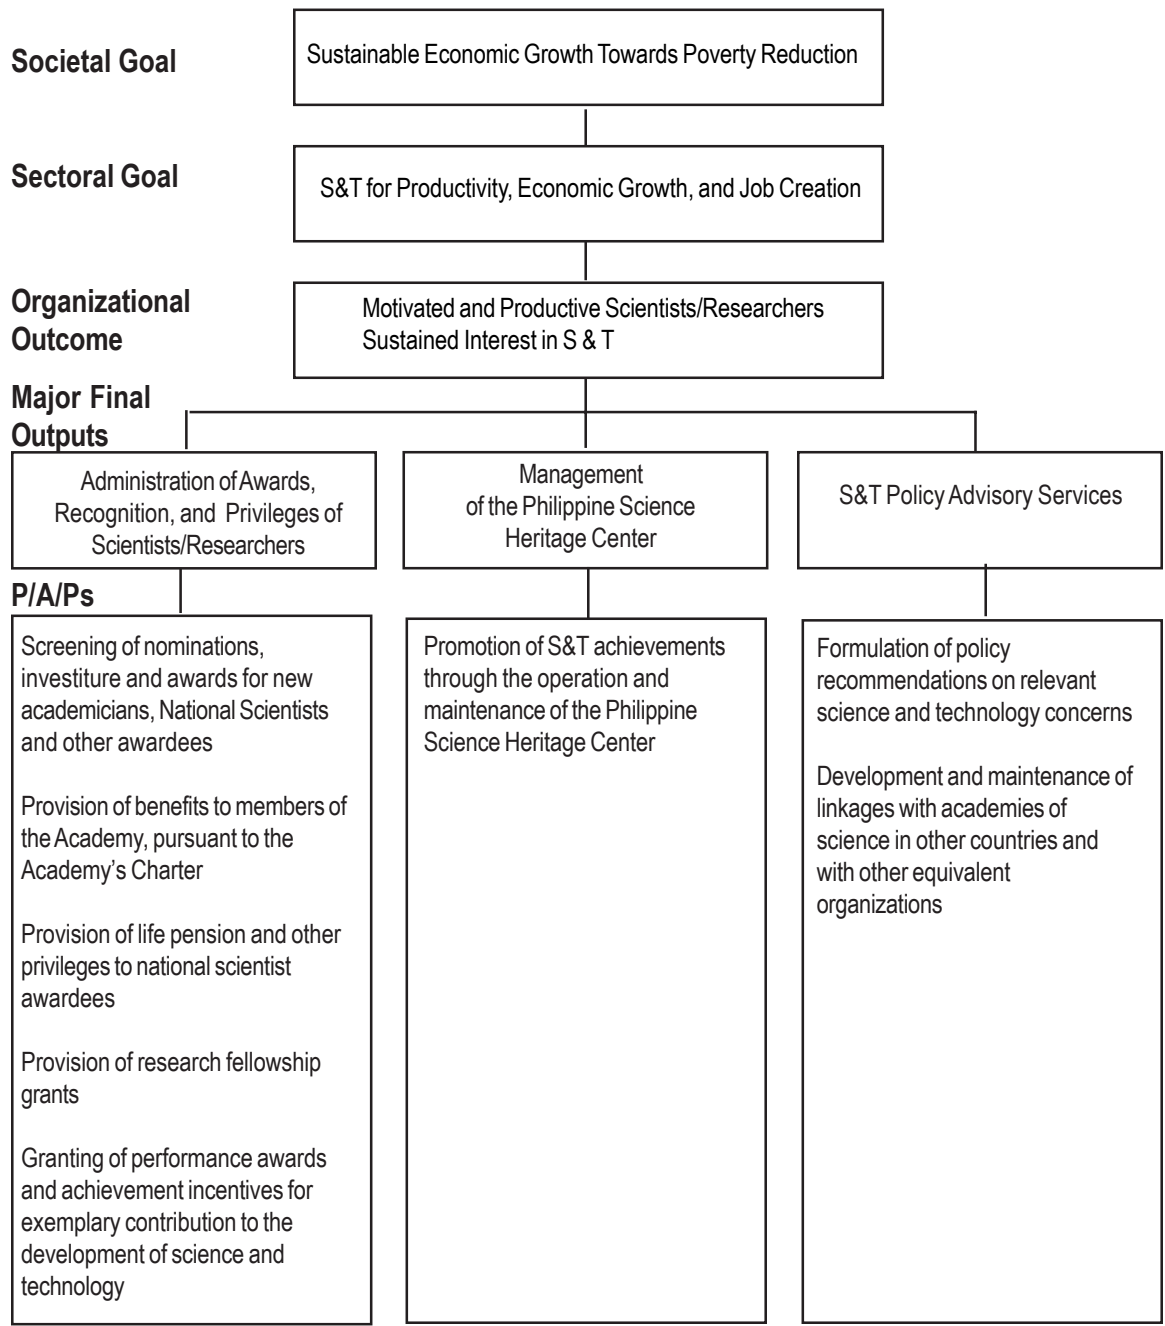 Societal Goal
Sustainable Economic Growth Towards Poverty Reduction
Sectoral Goal
S&T for Productivity, Economic Growth, and Job Creation
Organizational
Outcome
Motivated and Productive Scientists/Researchers
Sustained Interest in S & T
Major Final
Outputs
Administration of Awards,
Recognition, and Privileges of
Scientists/Researchers
Management
of the Philippine Science
Heritage Center
S&T Policy Advisory Services
P/A/Ps
Screening of nominations,
investiture and awards for new
academicians, National Scientists
and other awardees
Provision of benefits to members of
the Academy, pursuant to the
Academy's Charter
Provision of life pension and other
privileges to national scientist
awardees
Provision of research fellowship
grants
Granting of performance awards
and achievement incentives for
exemplary contribution to the
development of science and
technology
Promotion of S&T achievements
through the operation and
maintenance of the Philippine
Science Heritage Center
Formulation of policy
recommendations on relevant
science and technology concerns
Development and maintenance of
linkages with academies of
science in other countries and
with other equivalent
organizations